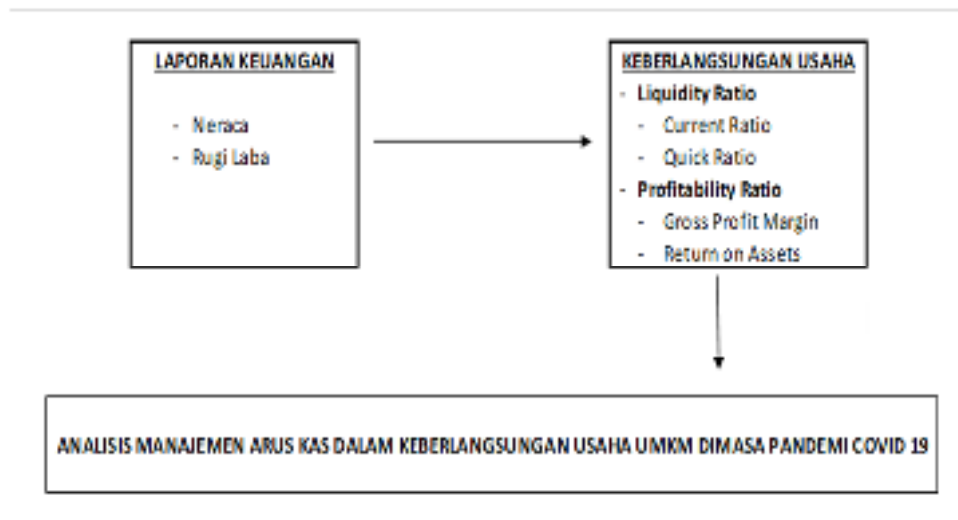 LAPORAN KEUANGAN
- Neraca
- Rugi Laba
KEBERLANGSUNGAN USAHA
- Liquidity Ratio
- Current Ratio
- Quick Ratio
- Profitability Ratio
- Gross Profit Margin
- Return on Assets
ANALISIS MANAJEMEN ARUS KAS DALAM KEBERLANGSUNGAN USAHA UMKM DIMASA PANDEMI COVID 19